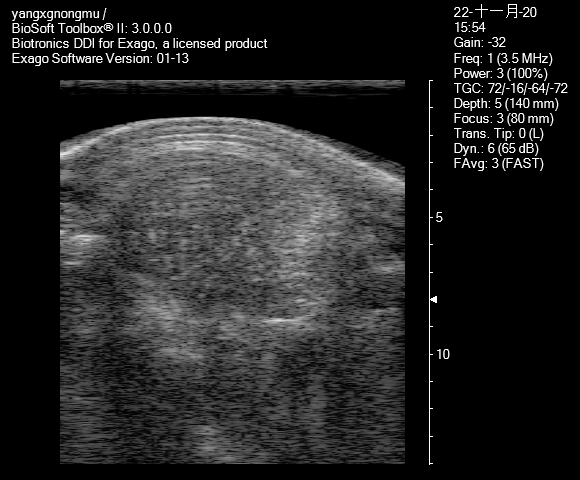 yangxgnongmu /
BioSoft Toolbox® II: 3.0.0.0
Biotronics DDI for Exago, a licensed product
Exago Software Version: 01-13
22-十一月-20
15:54
Gain: -32
Freq: 1 (3.5 MHz)
Power: 3 (100%)
TGC: 72/-16/-64/-72
Depth: 5 (140 mm)
Focus: 3 (80 mm)
Trans. Tip: 0 (L)
Dyn.: 6 (65 dB)
FAvg: 3 (FAST)
5
10